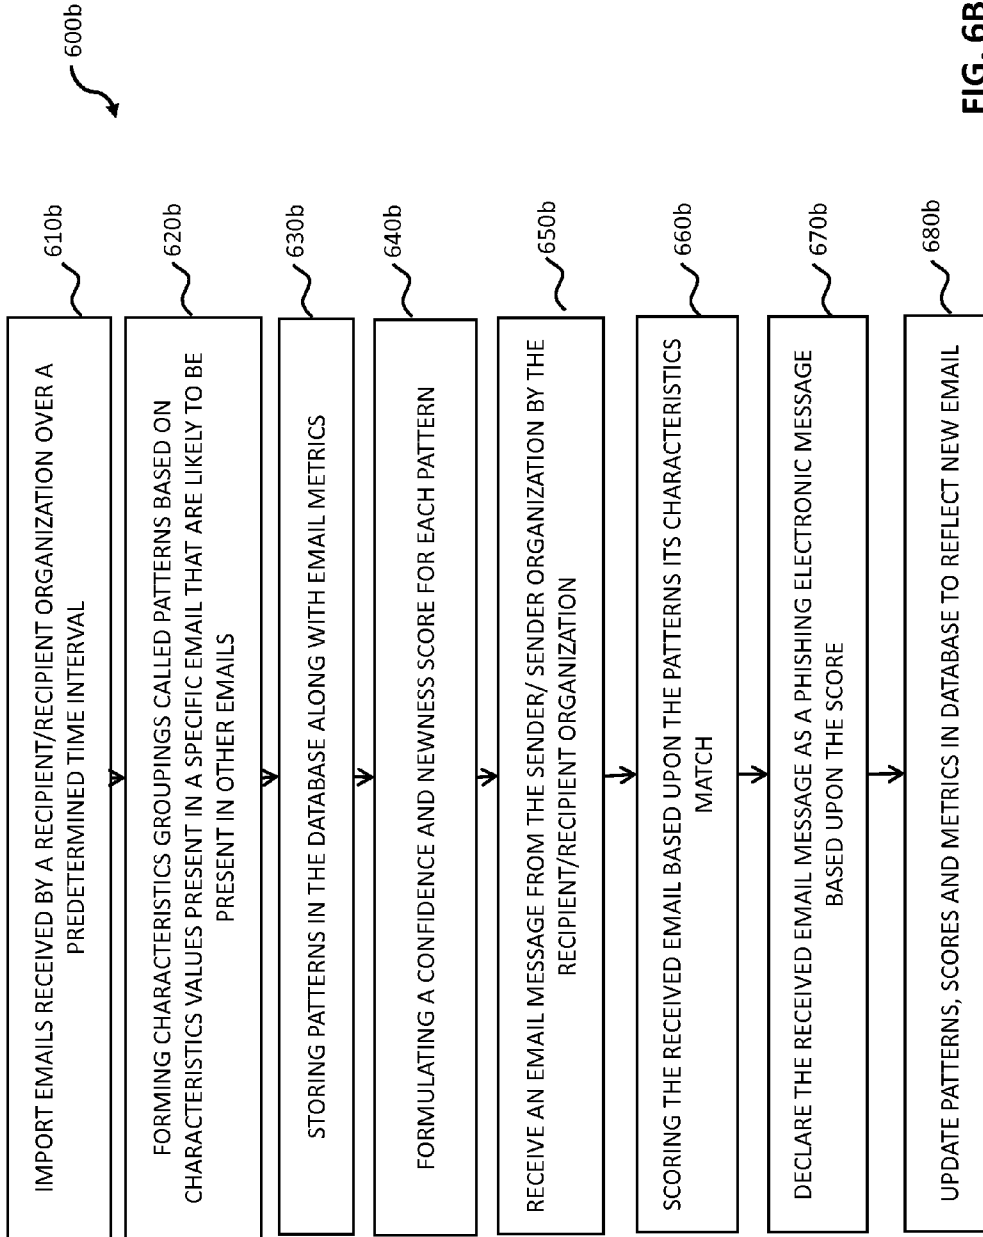 600b
610b
IMPORT EMAILS RECEIVED BY A RECIPIENT/RECIPIENT ORGANIZATION OVER A
PREDETERMINED TIME INTERVAL
620b
FORMING CHARACTERISTICS GROUPINGS CALLED PATTERNS BASED ON
CHARACTERISTICS VALUES PRESENT IN A SPECIFIC EMAIL THAT ARE LIKELY TO BE
PRESENT IN OTHER EMAILS
630b
STORING PATTERNS IN THE DATABASE ALONG WITH EMAIL METRICS
640b
FORMULATING A CONFIDENCE AND NEWNESS SCORE FOR EACH PATTERN
650b
RECEIVE AN EMAIL MESSAGE FROM THE SENDER/ SENDER ORGANIZATION BY THE
RECIPIENT/RECIPIENT ORGANIZATION
660b
SCORING THE RECEIVED EMAIL BASED UPON THE PATTERNS ITS CHARACTERISTICS
MATCH
670b
DECLARE THE RECEIVED EMAIL MESSAGE AS A PHISHING ELECTRONIC MESSAGE
BASED UPON THE SCORE
680b
UPDATE PATTERNS, SCORES AND METRICS IN DATABASE TO REFLECT NEW EMAIL
FIG. 6B